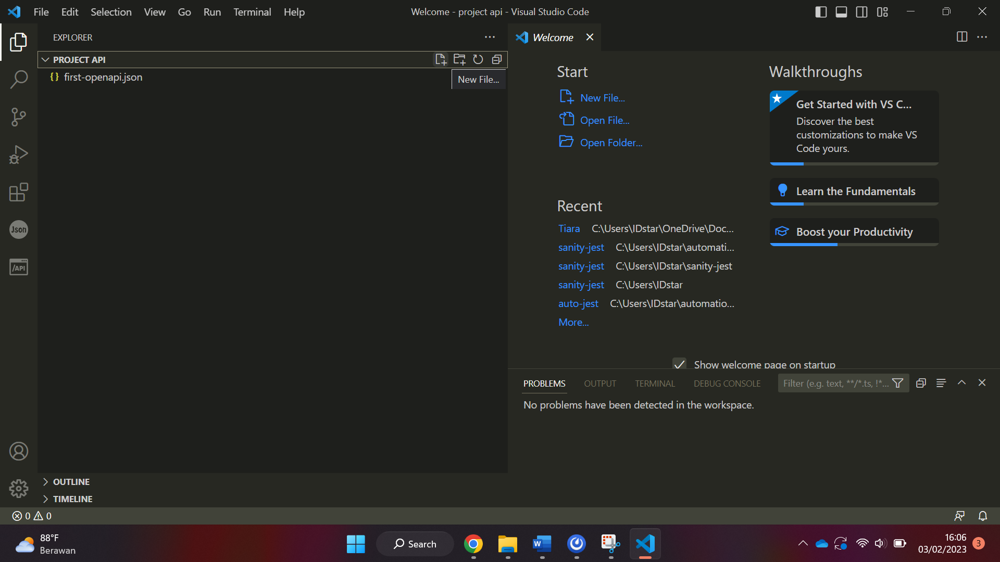 File Edit Selection View Go Run Terminal Help
Welcome - project api - Visual Studio Code
EXPLORER
PROJECT API
{} first-openapi.json
New File...
Json
/API
OUTLINE
TIMELINE
Welcome
Start
New File...
Open File...
Open Folder...
Recent
Tiara C:\Users\IDstar\OneDrive\Doc...
sanity-jest C:\Users\IDstar\automati...
sanity-jest C:\Users\IDstar\sanity-jest
sanity-jest C:\Users\IDstar
auto-jest C:\Users\IDstar\automatio...
More...
Walkthroughs
Get Started with VS C...
Discover the best
customizations to make VS
Code yours.
Learn the Fundamentals
Boost your Productivity
Show welcome page on startup
PROBLEMS OUTPUT TERMINAL DEBUG CONSOLE Filter (e.g. text, **/*.ts, !*...
No problems have been detected in the workspace.
0 0
88°F
Berawan
Search
W
16:06
03/02/2023
3